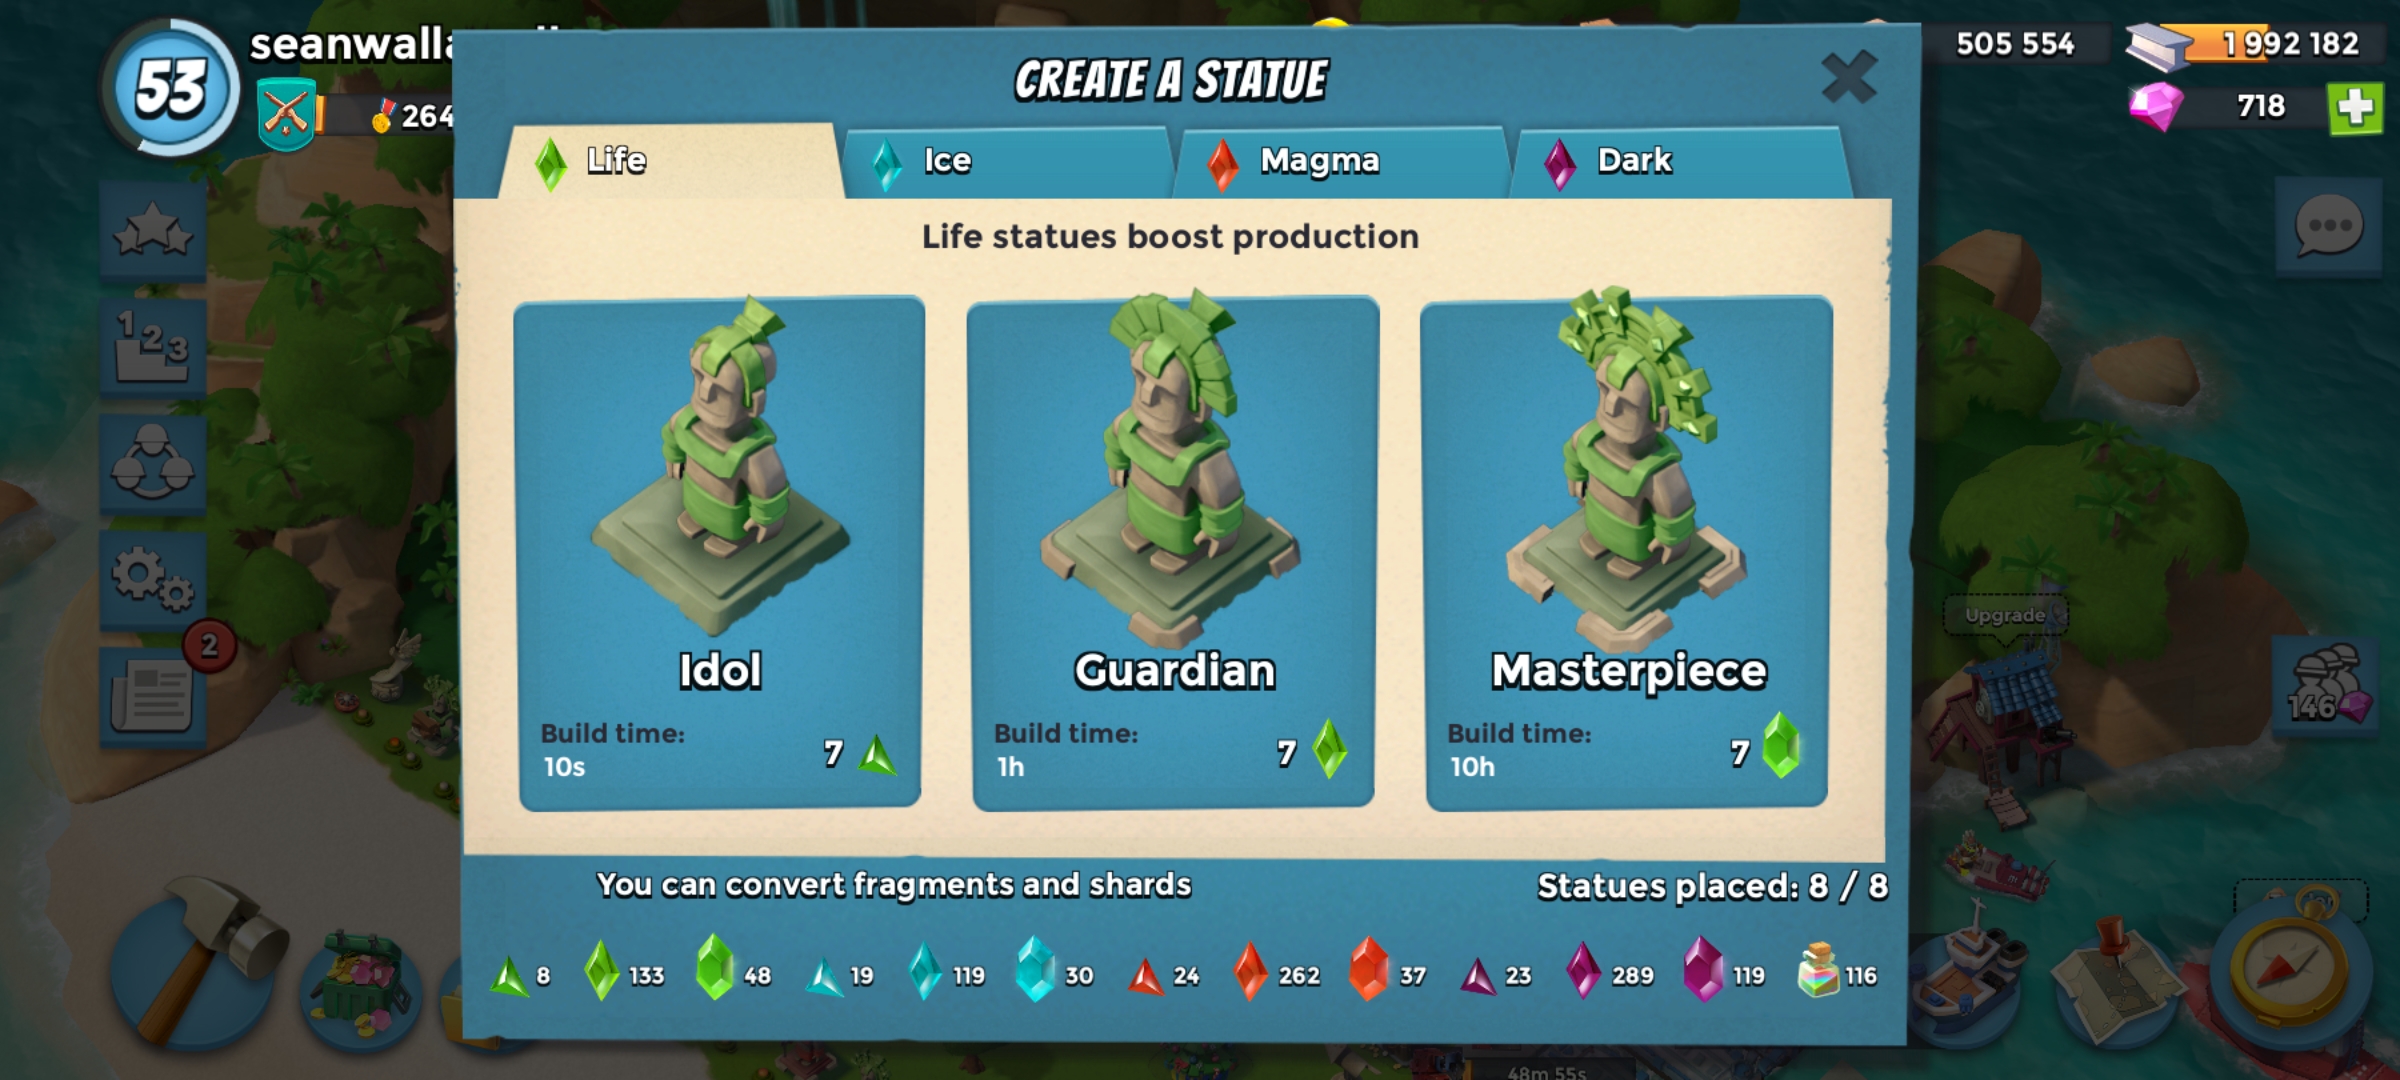 53
264
CREATE A STATUE
505 554
1 992 182
718
Life
Ice
Magma
Dark
Life statues boost production
1 2 3
2
Idol
Guardian
Masterpiece
Build time:
10s
7
Build time:
1h
7
Build time:
10h
7
Upgrade
146
You can convert fragments and shards
Statues placed: 8 / 8
8
133
48
19
119
30
24
262
37
23
289
119
116
48m 55s